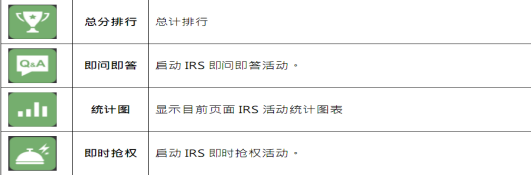 总分排行 总计排行
Q&A 即问即答 启动 IRS 即问即答活动。
统计图 显示目前页面 IRS 活动统计图表
即时抢权 启动 IRS 即时抢权活动。